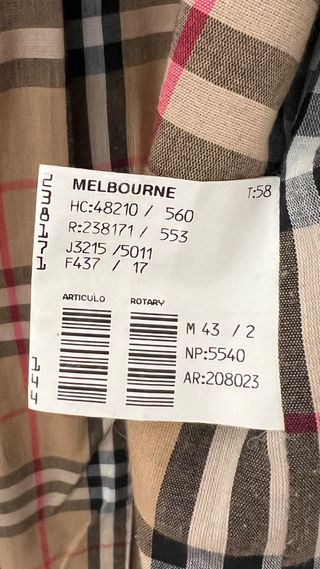 MELBOURNE T:58
HC:48210 / 560
R:238171 / 553
J3215 /5011
F437 / 17
238171
144
ARTICULO ROTARY
M 43 / 2
NP:5540
AR:208023